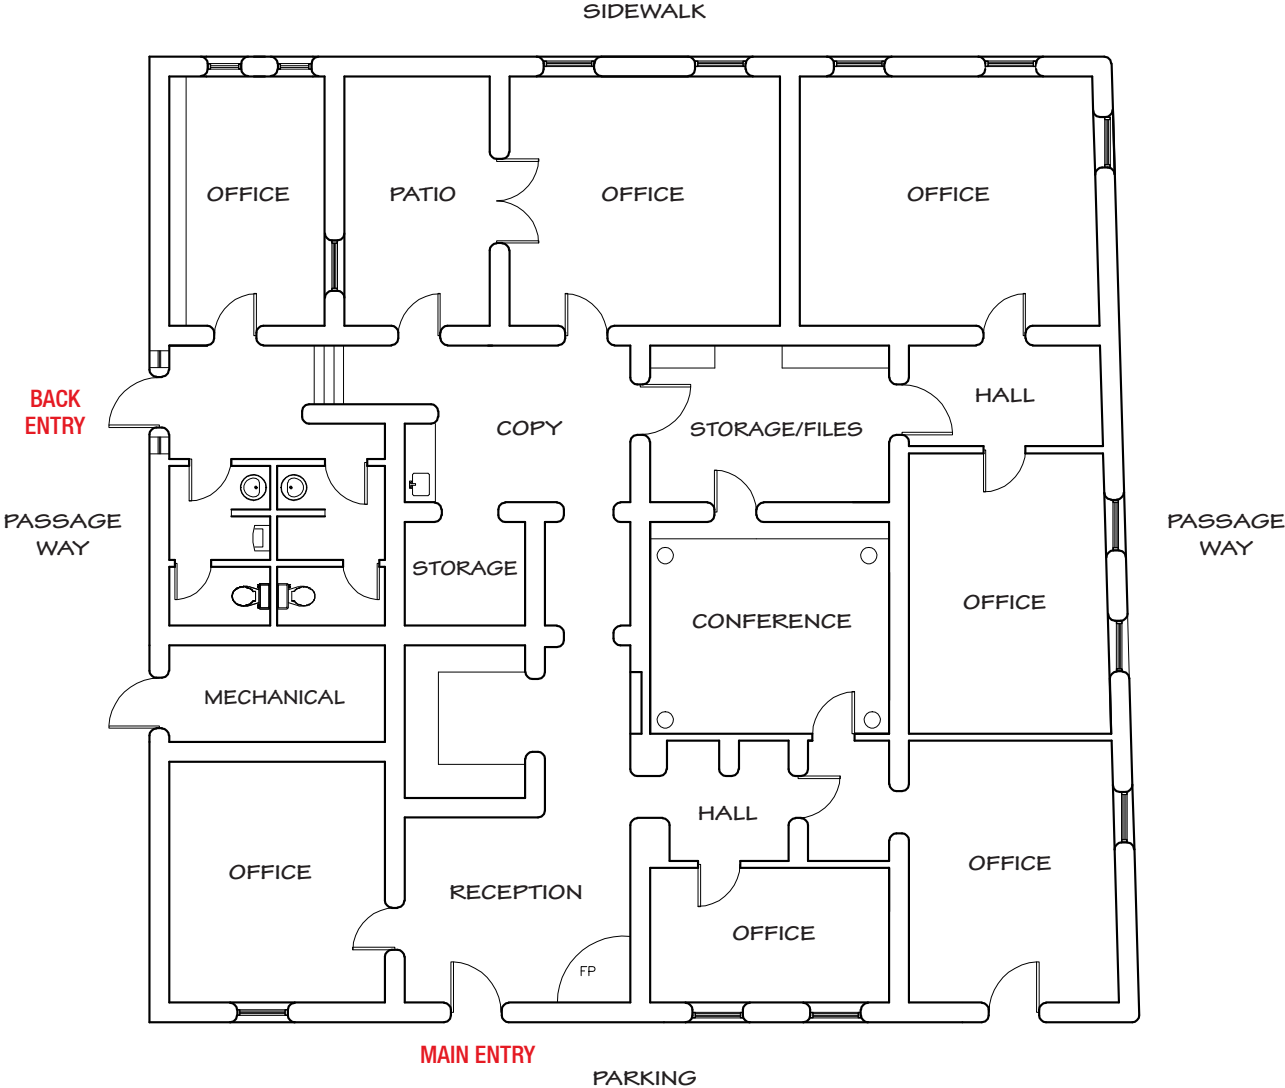 SIDEWALK
OFFICE
PATIO
OFFICE
OFFICE
BACK
ENTRY
HALL
COPY
STORAGE/FILES
PASSAGE
WAY
PASSAGE
WAY
STORAGE
OFFICE
CONFERENCE
MECHANICAL
HALL
OFFICE
OFFICE
RECEPTION
OFFICE
FP
MAIN ENTRY
PARKING